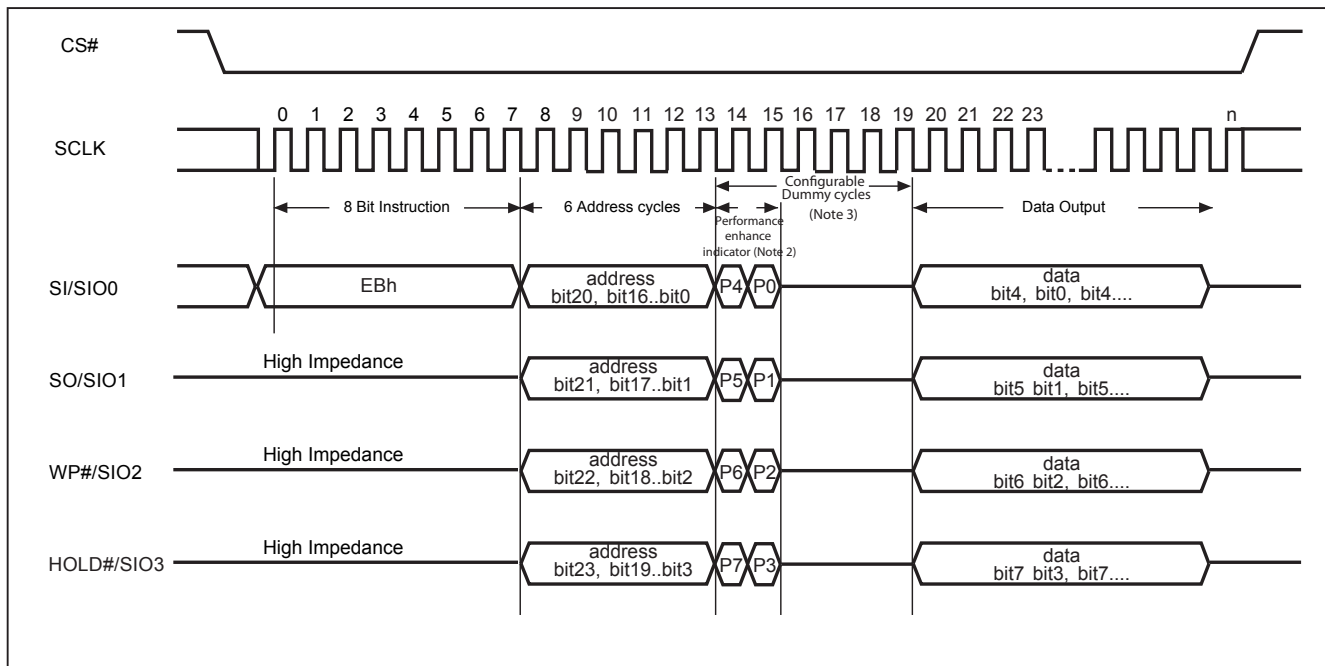 CS#
0 1 2 3 4 5 6 7 8 9 10 11 12 13 14 15 16 17 18 19 20 21 22 23 n
SCLK
Configurable
Dummy cycles
(Note 3)
8 Bit Instruction
6 Address cycles
Performance
enhance
indicator (Note 2)
Data Output
SI/SIO0
EBh
address
bit20, bit16..bit0
P4 P0
data
bit4, bit0, bit4....
SO/SIO1
High Impedance
address
bit21, bit17..bit1
P5 P1
data
bit5 bit1, bit5....
WP#/SIO2
High Impedance
address
bit22, bit18..bit2
P6 P2
data
bit6 bit2, bit6....
HOLD#/SIO3
High Impedance
address
bit23, bit19..bit3
P7 P3
data
bit7 bit3, bit7....